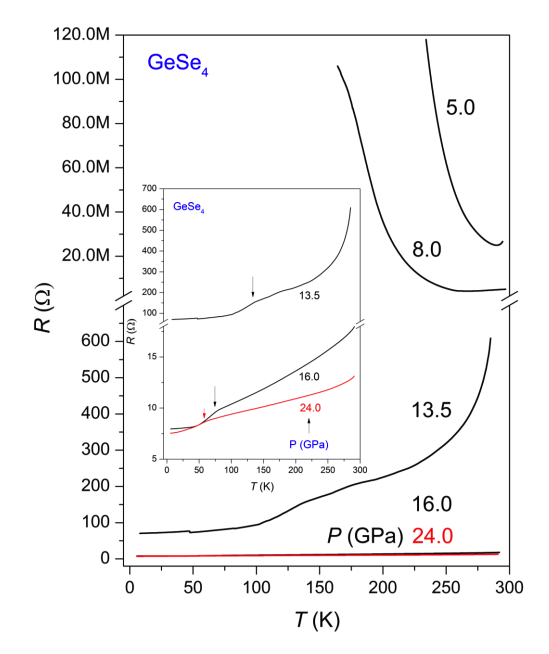 120.0M
GeSe4
100.0M
5.0
80.0M
60.0M
40.0M
8.0
20.0M
R (Ω)
600
500
13.5
400
300
200
16.0
100
P (GPa) 24.0
0
0 50 100 150 200 250 300
T (K)
700
GeSe4
600
500
400
300
13.5
200
100
R (Ω)
15
16.0
10
24.0
P (GPa)
5
0 50 100 150 200 250 300
T (K)